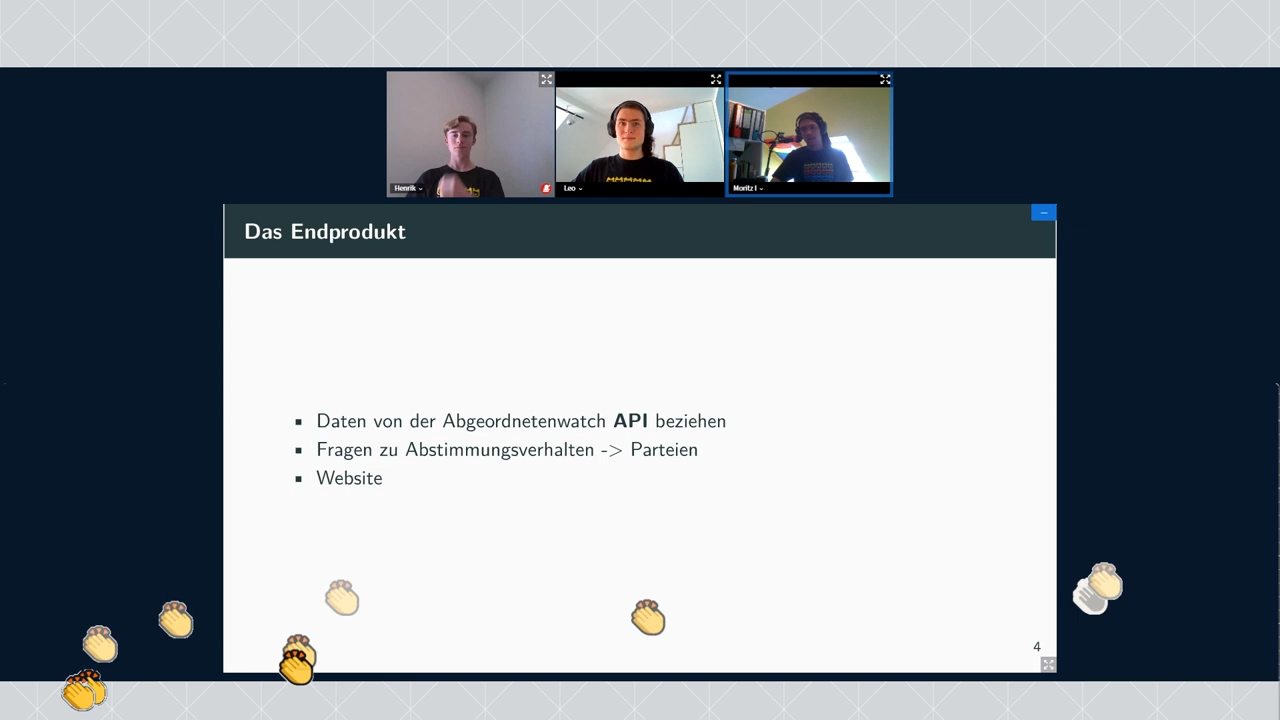 Henrik
Leo
Moritz I
Das Endprodukt
Daten von der Abgeordnetenwatch API beziehen
Fragen zu Abstimmungsverhalten -> Parteien
Website
4